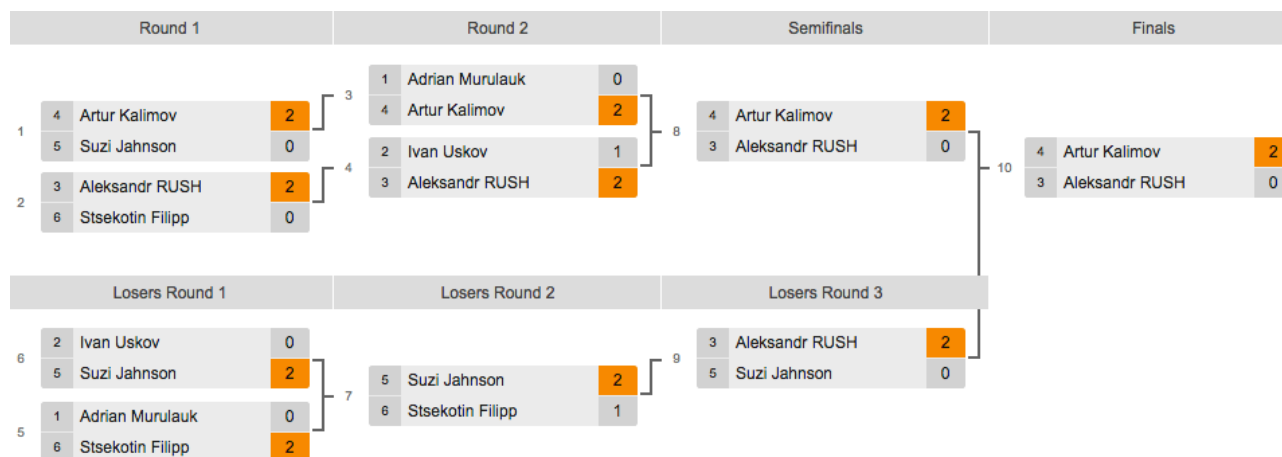 Round 1 Round 2 Semifinals Finals
1 Adrian Murulauk 0
3
4 Artur Kalimov 2
1
4 Artur Kalimov 2
5 Suzi Jahnson 0
2 Ivan Uskov 1
4
3 Aleksandr RUSH 2
2
3 Aleksandr RUSH 2
6 Stsekotin Filipp 0
8
4 Artur Kalimov 2
3 Aleksandr RUSH 0
10
4 Artur Kalimov 2
3 Aleksandr RUSH 0
Losers Round 1 Losers Round 2 Losers Round 3
6
2 Ivan Uskov 0
5 Suzi Jahnson 2
5
1 Adrian Murulauk 0
6 Stsekotin Filipp 2
7
5 Suzi Jahnson 2
6 Stsekotin Filipp 1
9
3 Aleksandr RUSH 2
5 Suzi Jahnson 0